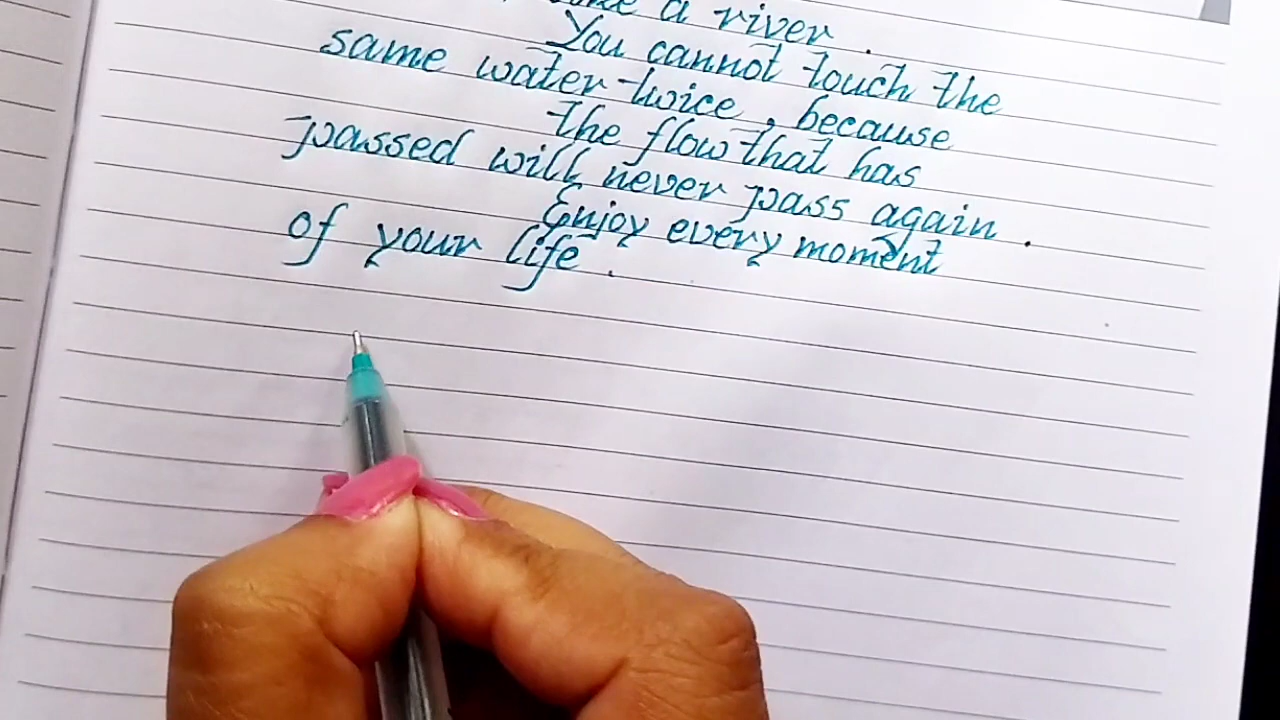 a river.
You cannot touch the
same water twice, because
the flow that has
passed will never pass again.
Enjoy every moment
of your life.